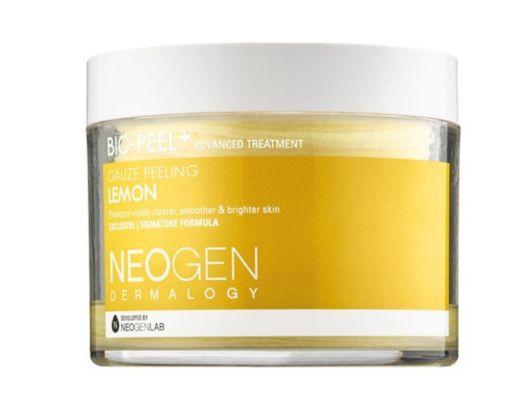 BIO-PEEL+ ADVANCED TREATMENT
GAUZE PEELING
LEMON
Promotes visibly clearer, smoother & brighter skin
EXCLUSIVE | SIGNATURE FORMULA
NEOGEN
DERMALOGY
N DEVELOPED BY
NEOGENLAB